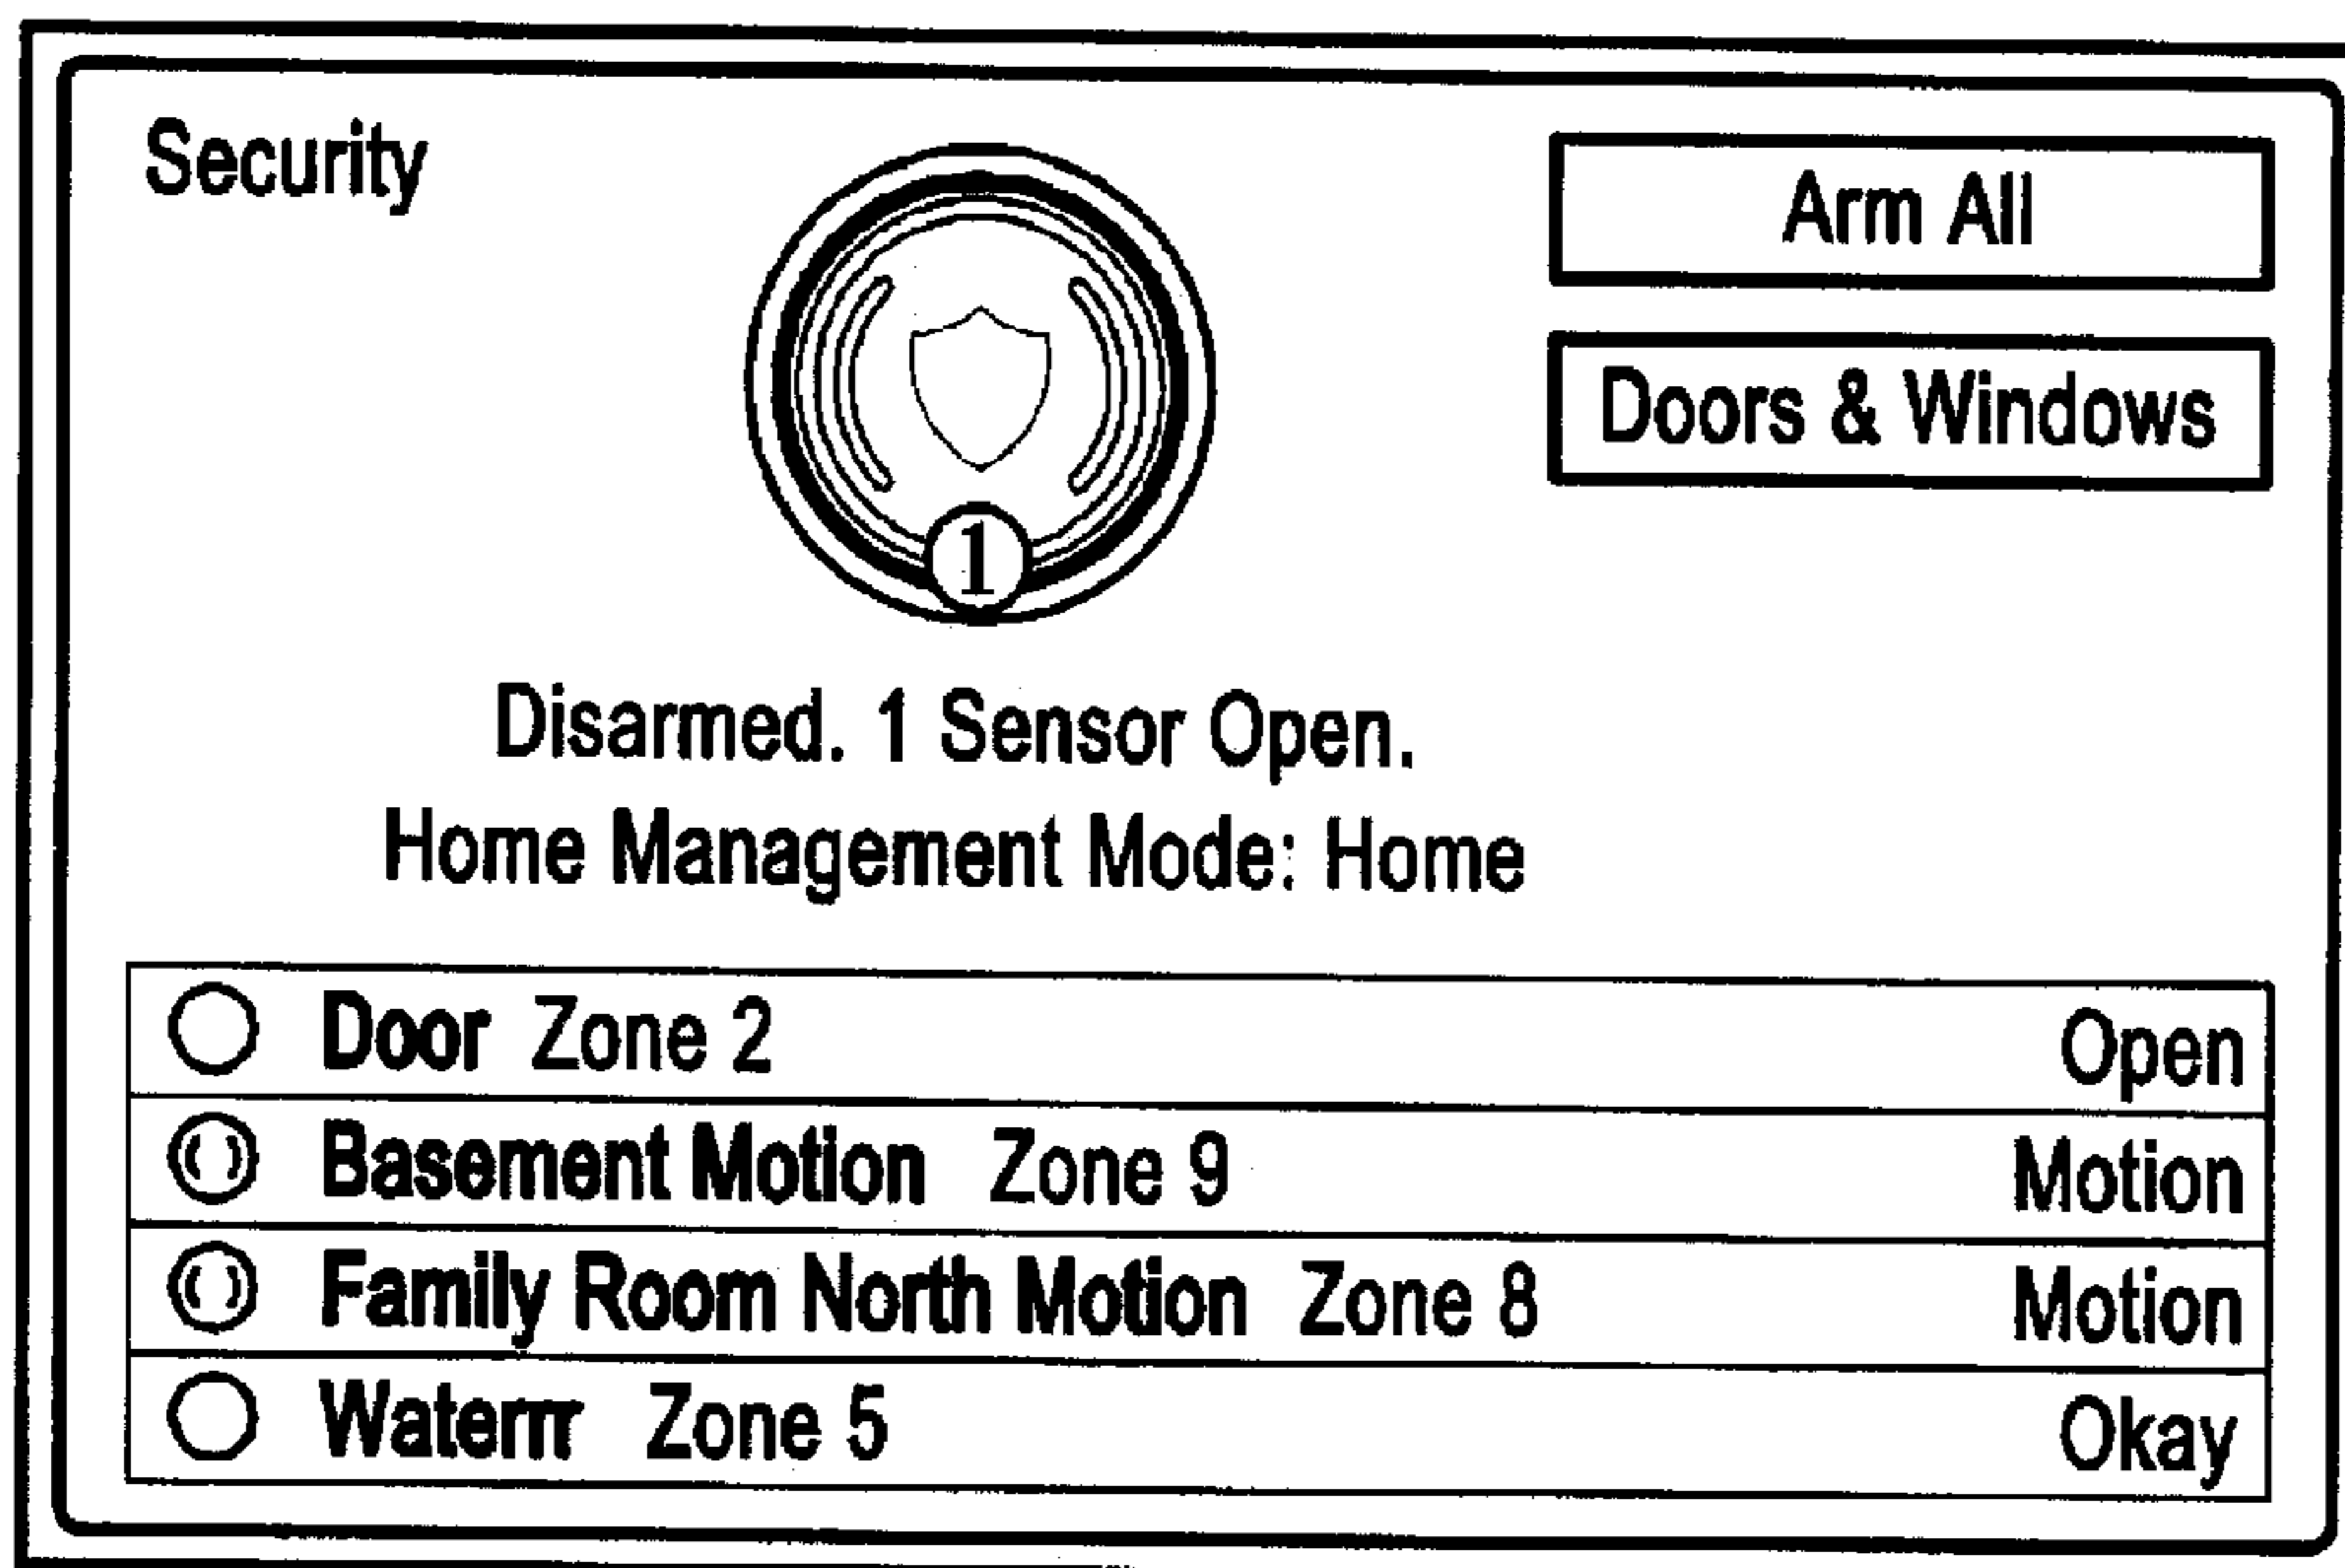 Security
Arm All
Doors & Windows
1
Disarmed. 1 Sensor Open.
Home Management Mode: Home
Door Zone 2 Open
Basement Motion Zone 9 Motion
Family Room North Motion Zone 8 Motion
Waterrr Zone 5 Okay